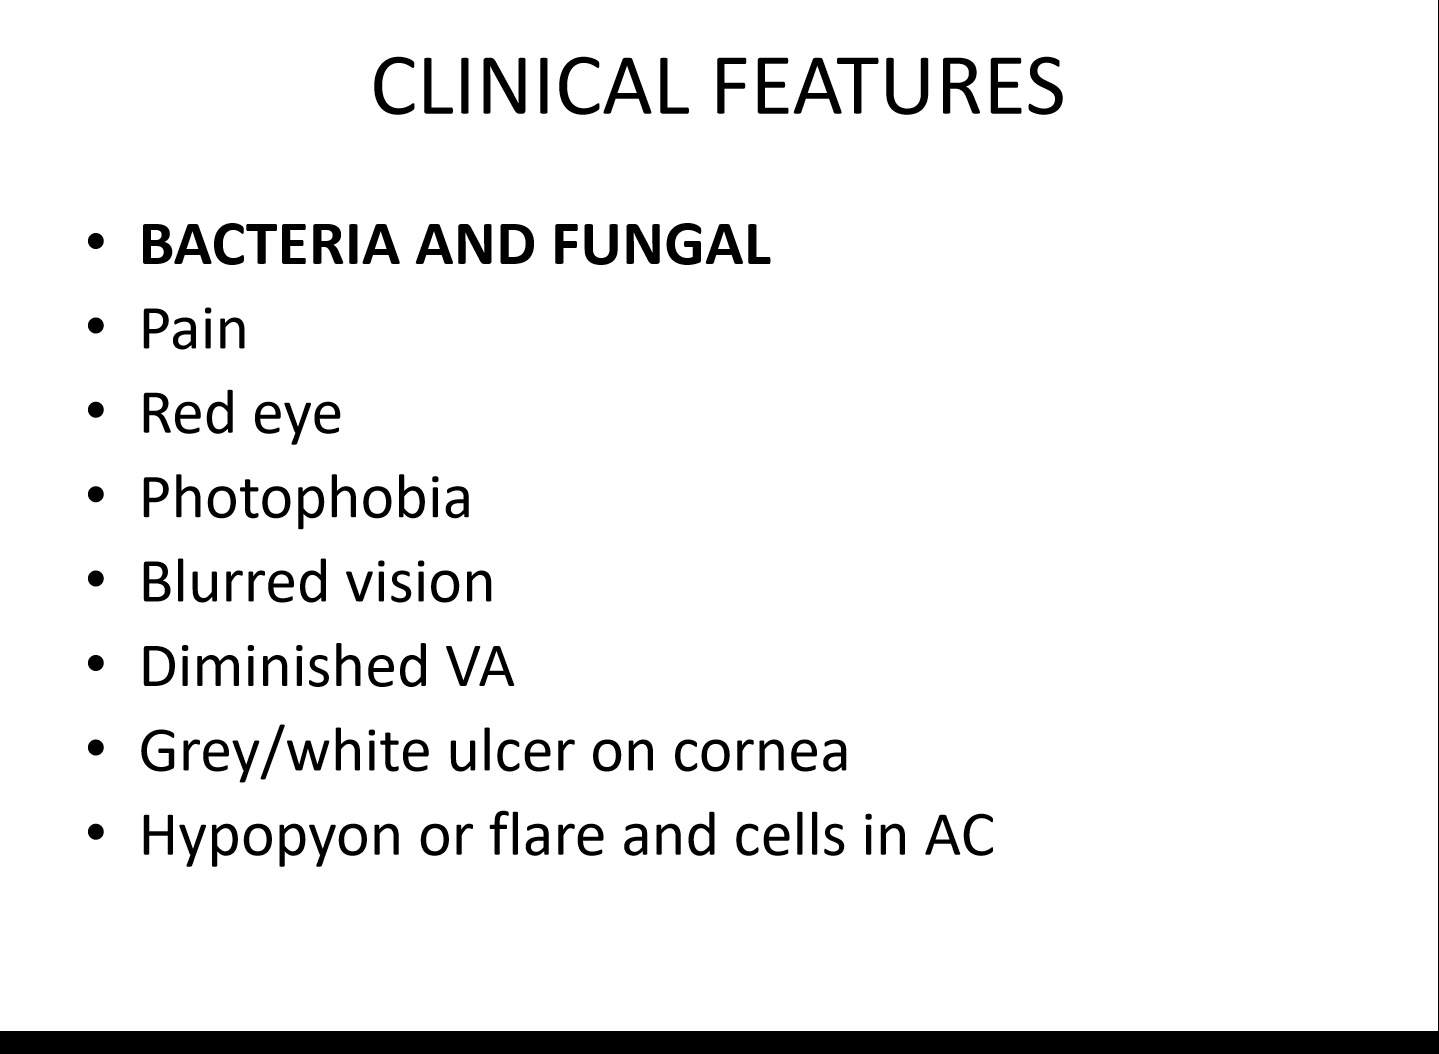 CLINICAL FEATURES
• BACTERIA AND FUNGAL
• Pain
• Red eye
• Photophobia
• Blurred vision
• Diminished VA
• Grey/white ulcer on cornea
• Hypopyon or flare and cells in AC